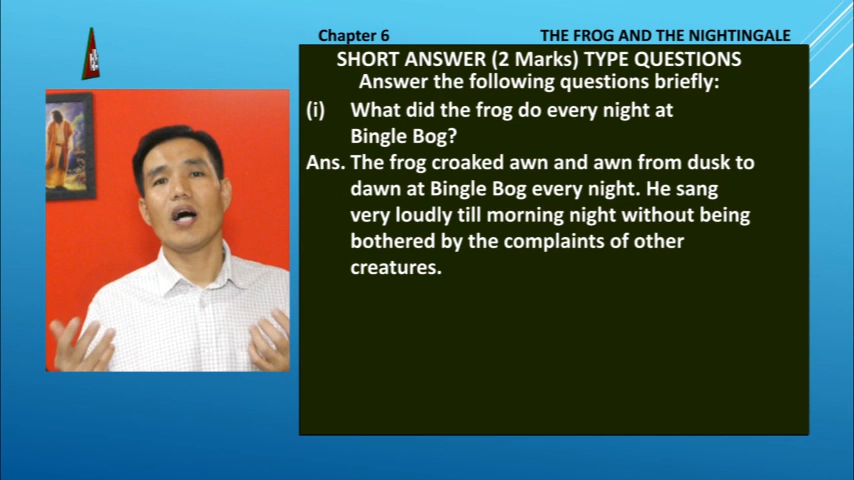 Chapter 6
THE FROG AND THE NIGHTINGALE
SHORT ANSWER (2 Marks) TYPE QUESTIONS
Answer the following questions briefly:
(i) What did the frog do every night at
Bingle Bog?
Ans. The frog croaked awn and awn from dusk to
dawn at Bingle Bog every night. He sang
very loudly till morning night without being
bothered by the complaints of other
creatures.